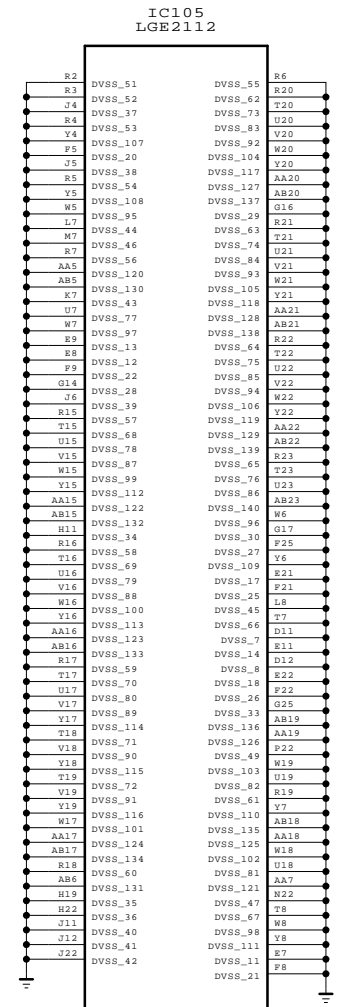 IC105
LGE2112
R2 DVSS_51 DVSS_55 R6
R3 DVSS_52 DVSS_62 R20
J4 DVSS_37 DVSS_73 T20
R4 DVSS_53 DVSS_83 U20
Y4 DVSS_107 DVSS_92 V20
F5 DVSS_20 DVSS_104 W20
J5 DVSS_38 DVSS_117 Y20
R5 DVSS_54 DVSS_127 AA20
Y5 DVSS_108 DVSS_137 AB20
W5 DVSS_95 DVSS_29 G16
L7 DVSS_44 DVSS_63 R21
M7 DVSS_46 DVSS_74 T21
R7 DVSS_56 DVSS_84 U21
AA5 DVSS_120 DVSS_93 V21
AB5 DVSS_130 DVSS_105 W21
K7 DVSS_43 DVSS_118 Y21
U7 DVSS_77 DVSS_128 AA21
W7 DVSS_97 DVSS_138 AB21
E9 DVSS_13 DVSS_64 R22
E8 DVSS_12 DVSS_75 T22
F9 DVSS_22 DVSS_85 U22
G14 DVSS_28 DVSS_94 V22
J6 DVSS_39 DVSS_106 W22
R15 DVSS_57 DVSS_119 Y22
T15 DVSS_68 DVSS_129 AA22
U15 DVSS_78 DVSS_139 AB22
V15 DVSS_87 DVSS_65 R23
W15 DVSS_99 DVSS_76 T23
Y15 DVSS_112 DVSS_86 U23
AA15 DVSS_122 DVSS_140 AB23
AB15 DVSS_132 DVSS_96 W6
H11 DVSS_34 DVSS_30 G17
R16 DVSS_58 DVSS_27 F25
T16 DVSS_69 DVSS_109 Y6
U16 DVSS_79 DVSS_17 E21
V16 DVSS_88 DVSS_25 F21
W16 DVSS_100 DVSS_45 L8
Y16 DVSS_113 DVSS_66 T7
AA16 DVSS_123 DVSS_7 D11
AB16 DVSS_133 DVSS_14 E11
R17 DVSS_59 DVSS_8 D12
T17 DVSS_70 DVSS_18 E22
U17 DVSS_80 DVSS_26 F22
V17 DVSS_89 DVSS_33 G25
Y17 DVSS_114 DVSS_136 AB19
T18 DVSS_71 DVSS_126 AA19
V18 DVSS_90 DVSS_49 P22
Y18 DVSS_115 DVSS_103 W19
T19 DVSS_72 DVSS_82 U19
V19 DVSS_91 DVSS_61 R19
Y19 DVSS_116 DVSS_110 Y7
W17 DVSS_101 DVSS_135 AB18
AA17 DVSS_124 DVSS_125 AA18
AB17 DVSS_134 DVSS_102 W18
R18 DVSS_60 DVSS_81 U18
AB6 DVSS_131 DVSS_121 AA7
H19 DVSS_35 DVSS_47 N22
H22 DVSS_36 DVSS_67 T8
J11 DVSS_40 DVSS_98 W8
J12 DVSS_41 DVSS_111 Y8
J22 DVSS_42 DVSS_11 E7
DVSS_21 F8